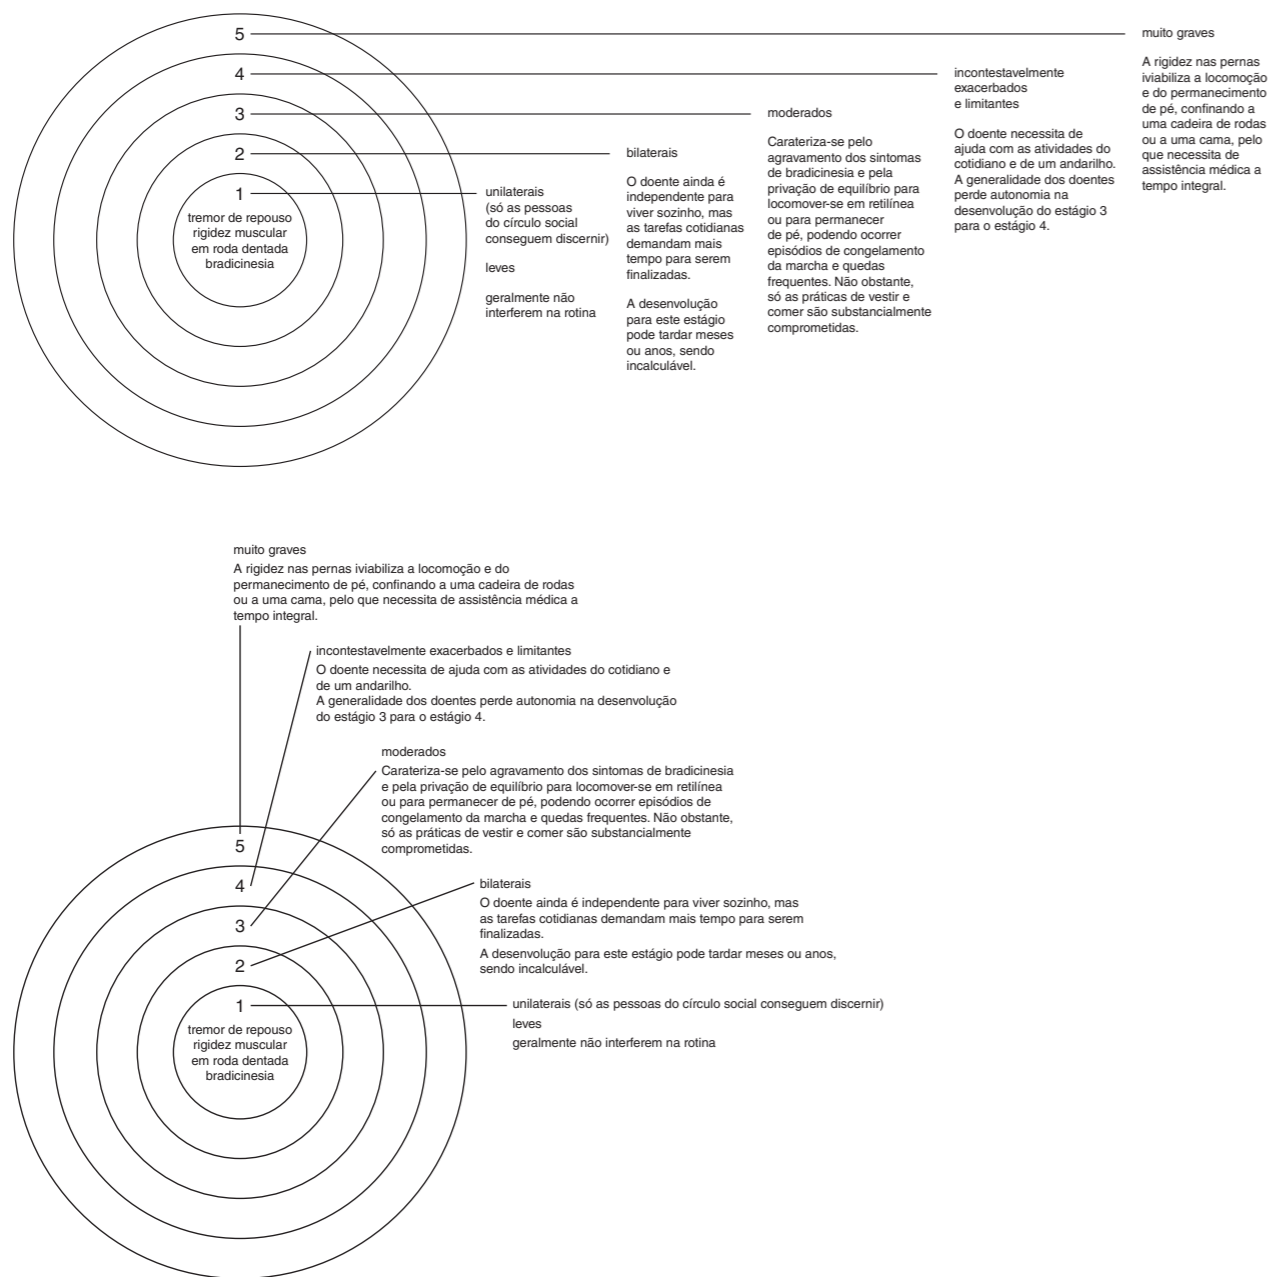 5
4
3
2
1
tremor de repouso
rigidez muscular
em roda dentada
bradicinesia
unilaterais
(só as pessoas
do círculo social
conseguem discernir)
leves
geralmente não
interferem na rotina
bilaterais
O doente ainda é
independente para
viver sozinho, mas
as tarefas cotidianas
demandam mais
tempo para serem
finalizadas.
A desenvolução
para este estágio
pode tardar meses
ou anos, sendo
incalculável.
moderados
Carateriza-se pelo
agravamento dos sintomas
de bradicinesia e pela
privação de equilíbrio para
locomover-se em retilínea
ou para permanecer
de pé, podendo ocorrer
episódios de congelamento
da marcha e quedas
frequentes. Não obstante,
só as práticas de vestir e
comer são substancialmente
comprometidas.
incontestavelmente
exacerbados
e limitantes
O doente necessita de
ajuda com as atividades do
cotidiano e de um andarilho.
A generalidade dos doentes
perde autonomia na
desenvolução do estágio 3
para o estágio 4.
muito graves
A rigidez nas pernas
iviabiliza a locomoção
e do permanecimento
de pé, confinando a
uma cadeira de rodas
ou a uma cama, pelo
que necessita de
assistência médica a
tempo integral.
muito graves
A rigidez nas pernas iviabiliza a locomoção e do
permanecimento de pé, confinando a uma cadeira de rodas
ou a uma cama, pelo que necessita de assistência médica a
tempo integral.
incontestavelmente exacerbados e limitantes
O doente necessita de ajuda com as atividades do cotidiano e
de um andarilho.
A generalidade dos doentes perde autonomia na desenvolução
do estágio 3 para o estágio 4.
moderados
Carateriza-se pelo agravamento dos sintomas de bradicinesia
e pela privação de equilíbrio para locomover-se em retilínea
ou para permanecer de pé, podendo ocorrer episódios de
congelamento da marcha e quedas frequentes. Não obstante,
só as práticas de vestir e comer são substancialmente
comprometidas.
bilaterais
O doente ainda é independente para viver sozinho, mas
as tarefas cotidianas demandam mais tempo para serem
finalizadas.
A desenvolução para este estágio pode tardar meses ou anos,
sendo incalculável.
unilaterais (só as pessoas do círculo social conseguem discernir)
leves
geralmente não interferem na rotina
5
4
3
2
1
tremor de repouso
rigidez muscular
em roda dentada
bradicinesia